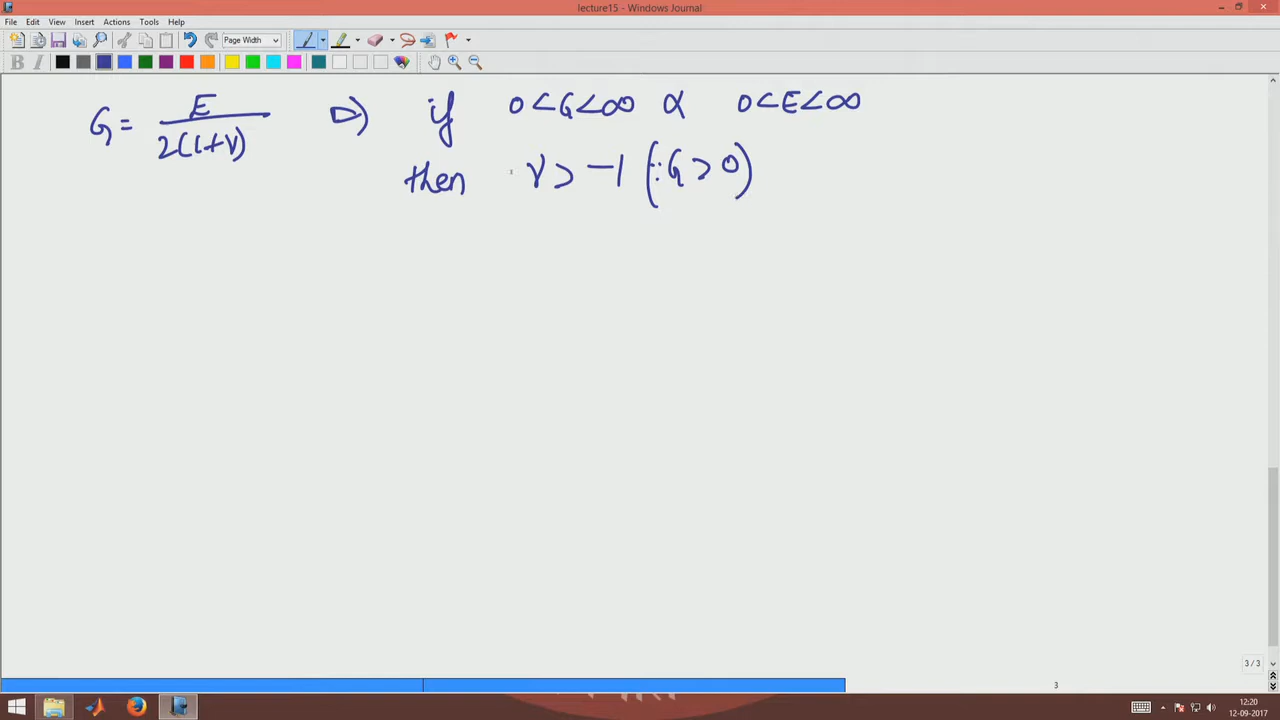 lecture15 - Windows Journal
File Edit View Insert Actions Tools Help
Page Width
B I
G = E / 2(1+ν) ⇒ if 0<G<∞ & 0<E<∞
then ν > -1 (∵ G > 0)
3 / 3
3
12:20
12-09-2017